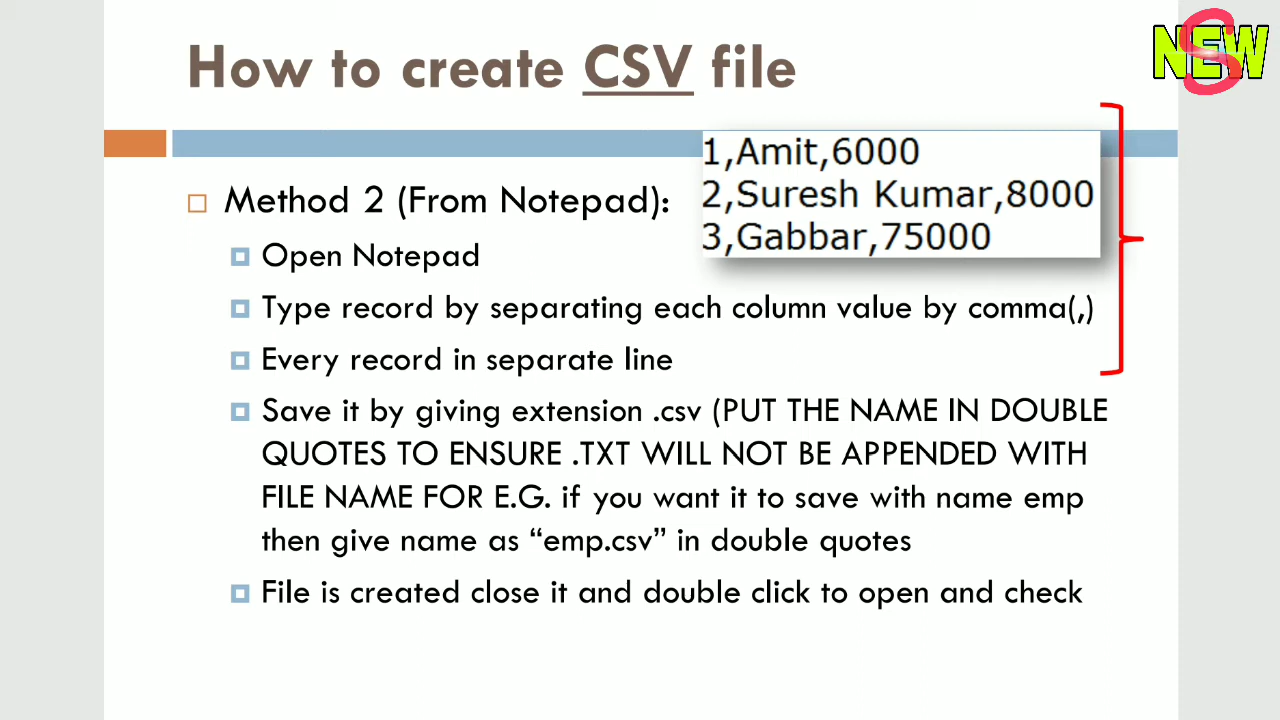 How to create CSV file
NEW
S
1,Amit,6000
2,Suresh Kumar,8000
3,Gabbar,75000
Method 2 (From Notepad):
Open Notepad
Type record by separating each column value by comma(,)
Every record in separate line
Save it by giving extension .csv (PUT THE NAME IN DOUBLE
QUOTES TO ENSURE .TXT WILL NOT BE APPENDED WITH
FILE NAME FOR E.G. if you want it to save with name emp
then give name as “emp.csv” in double quotes
File is created close it and double click to open and check